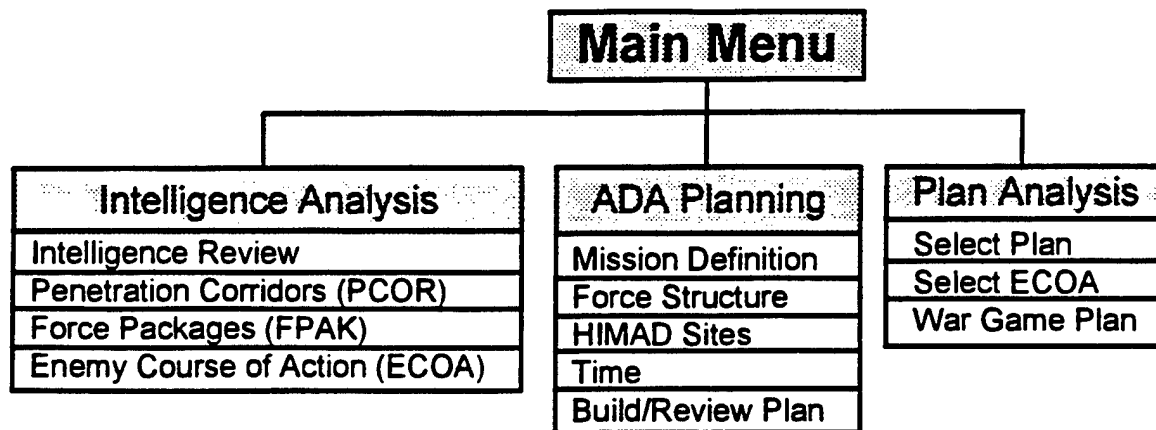 Main Menu
Intelligence Analysis
Intelligence Review
Penetration Corridors (PCOR)
Force Packages (FPAK)
Enemy Course of Action (ECOA)
ADA Planning
Mission Definition
Force Structure
HIMAD Sites
Time
Build/Review Plan
Plan Analysis
Select Plan
Select ECOA
War Game Plan